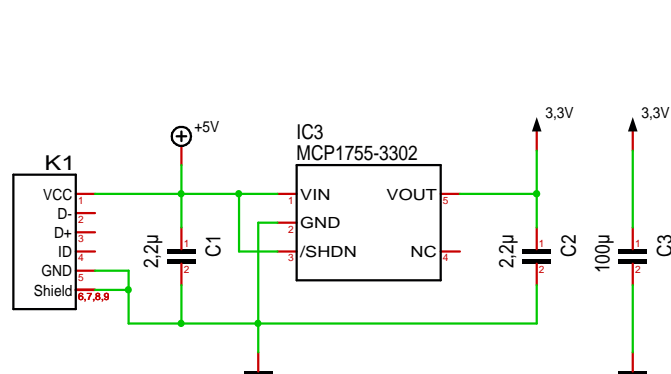 3,3V
3,3V
+5V
IC3
MCP1755-3302
K1
VCC
1
D-
2
D+
3
ID
4
GND
5
Shield
6,7,8,9
2,2µ
1
2
C1
VIN
1
GND
2
/SHDN
3
VOUT
5
NC
4
2,2µ
1
2
C2
100µ
1
2
C3